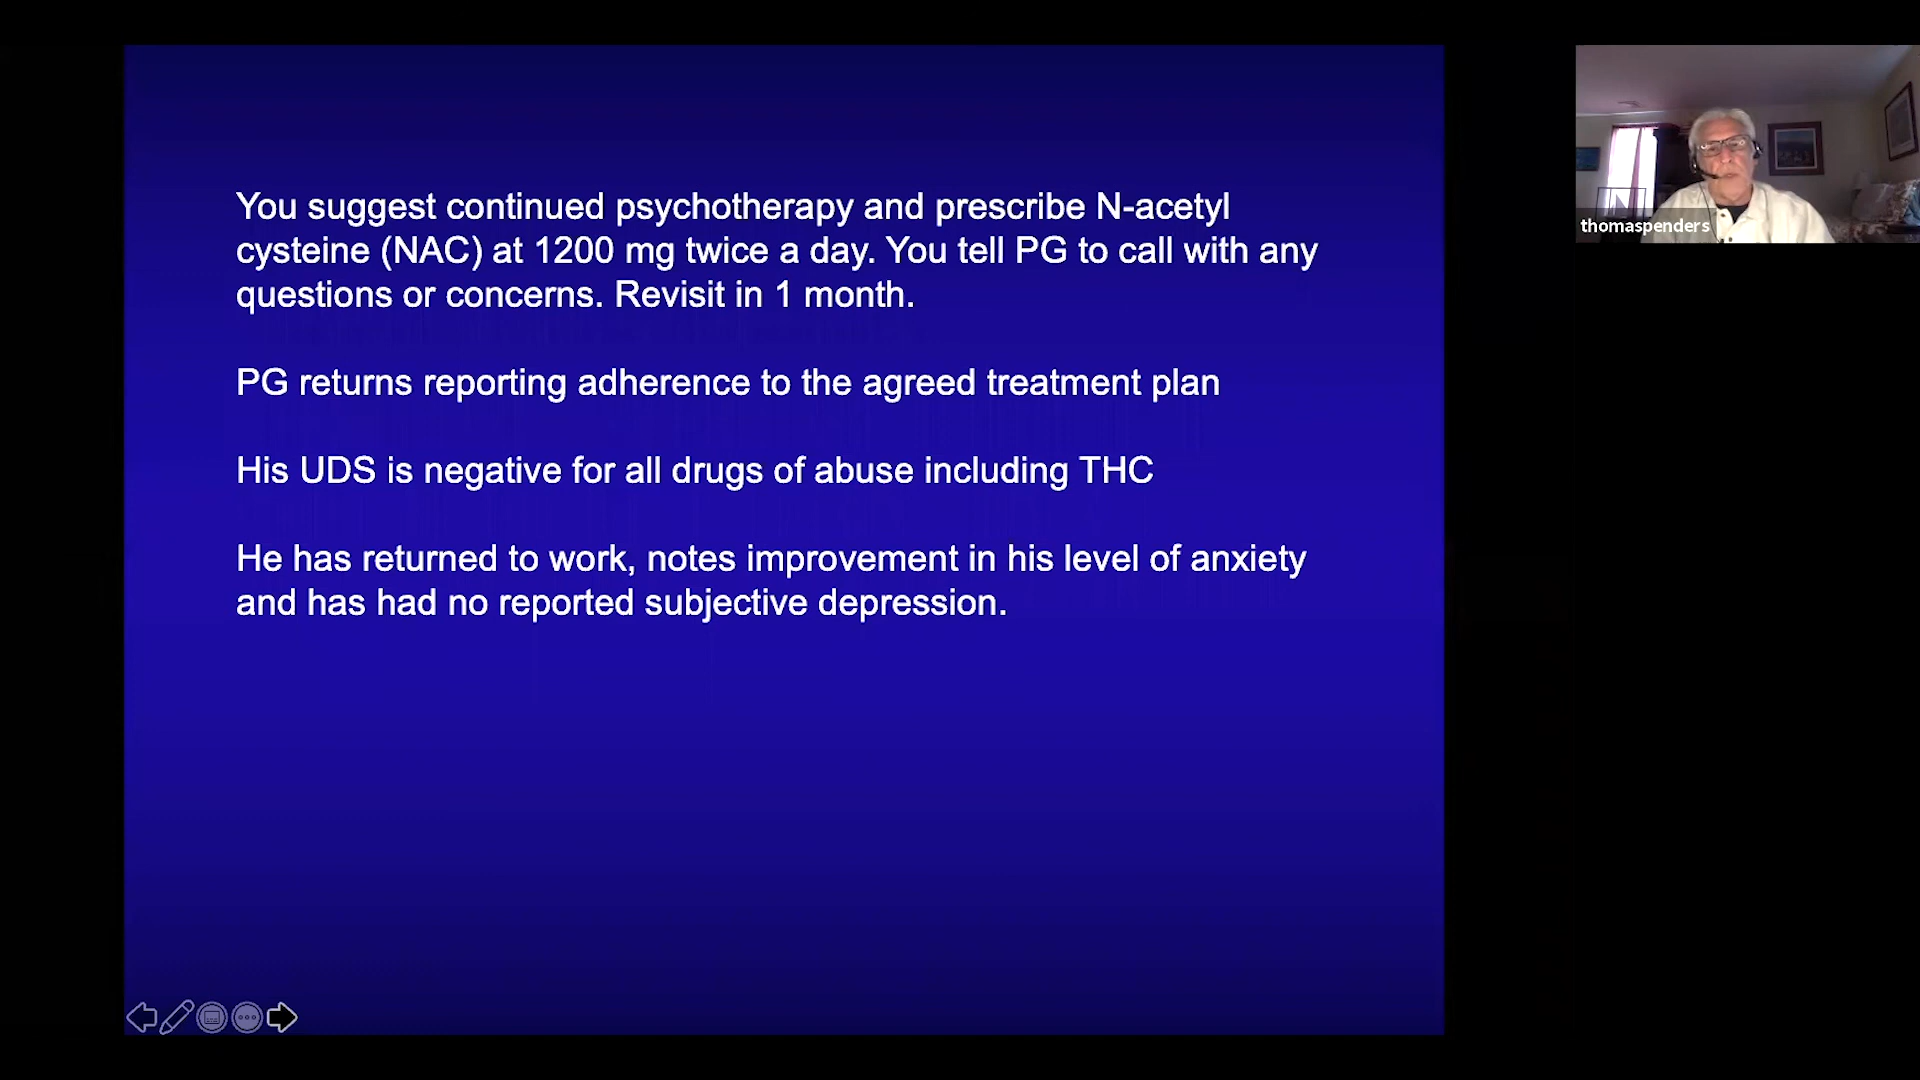 You suggest continued psychotherapy and prescribe N-acetyl
cysteine (NAC) at 1200 mg twice a day. You tell PG to call with any
questions or concerns. Revisit in 1 month.
PG returns reporting adherence to the agreed treatment plan
His UDS is negative for all drugs of abuse including THC
He has returned to work, notes improvement in his level of anxiety
and has had no reported subjective depression.
thomaspenders